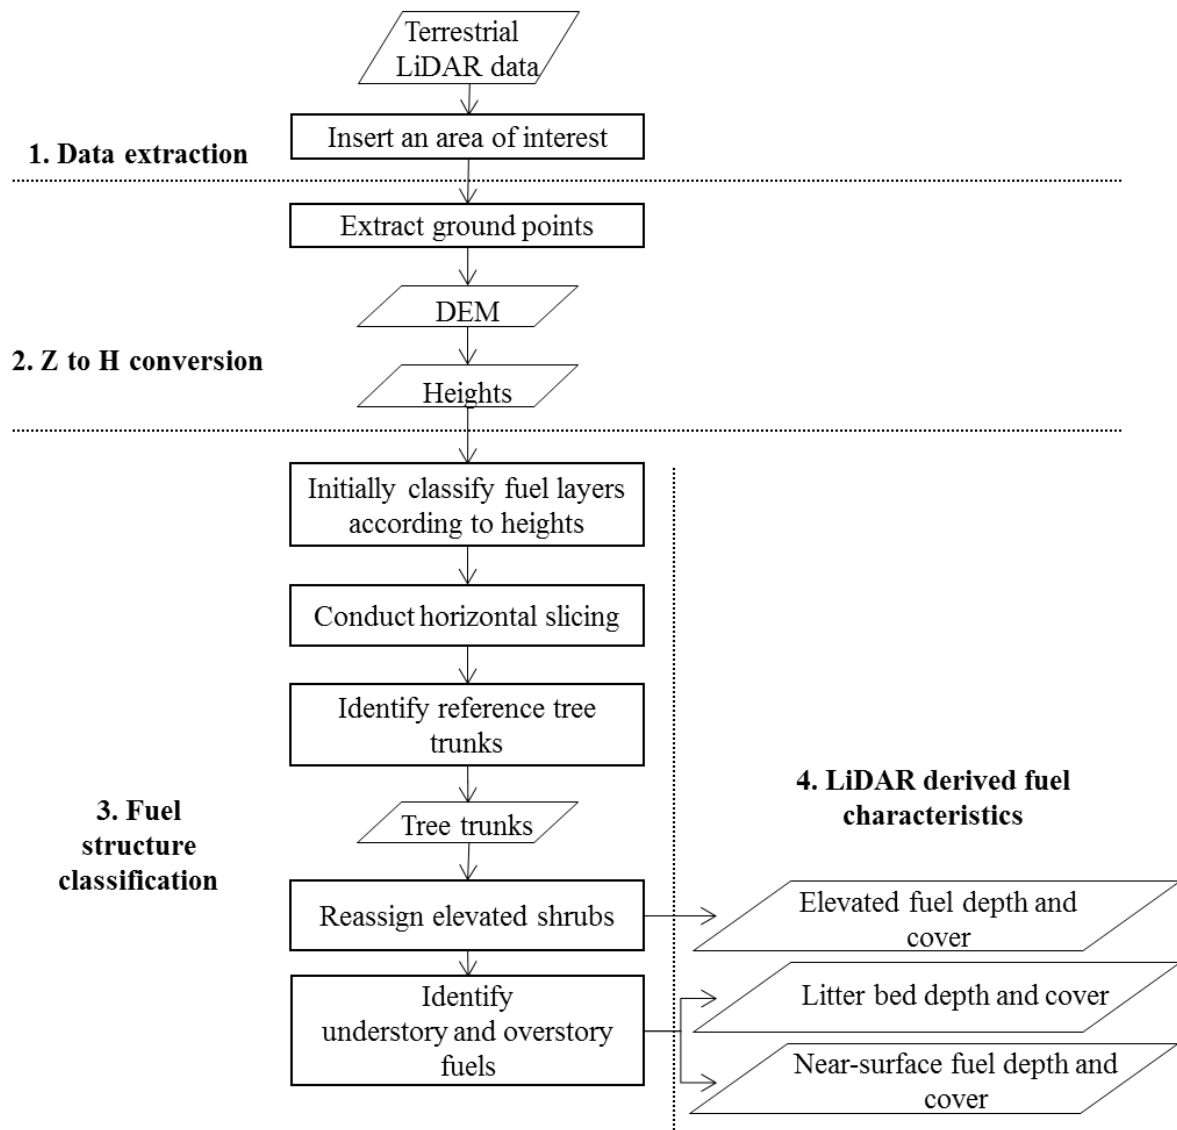 Terrestrial
LiDAR data
Insert an area of interest
1. Data extraction
Extract ground points
DEM
2. Z to H conversion
Heights
Initially classify fuel layers
according to heights
Conduct horizontal slicing
Identify reference tree
trunks
3. Fuel
structure
classification
4. LiDAR derived fuel
characteristics
Tree trunks
Reassign elevated shrubs
Elevated fuel depth and
cover
Identify
understory and overstory
fuels
Litter bed depth and cover
Near-surface fuel depth and
cover